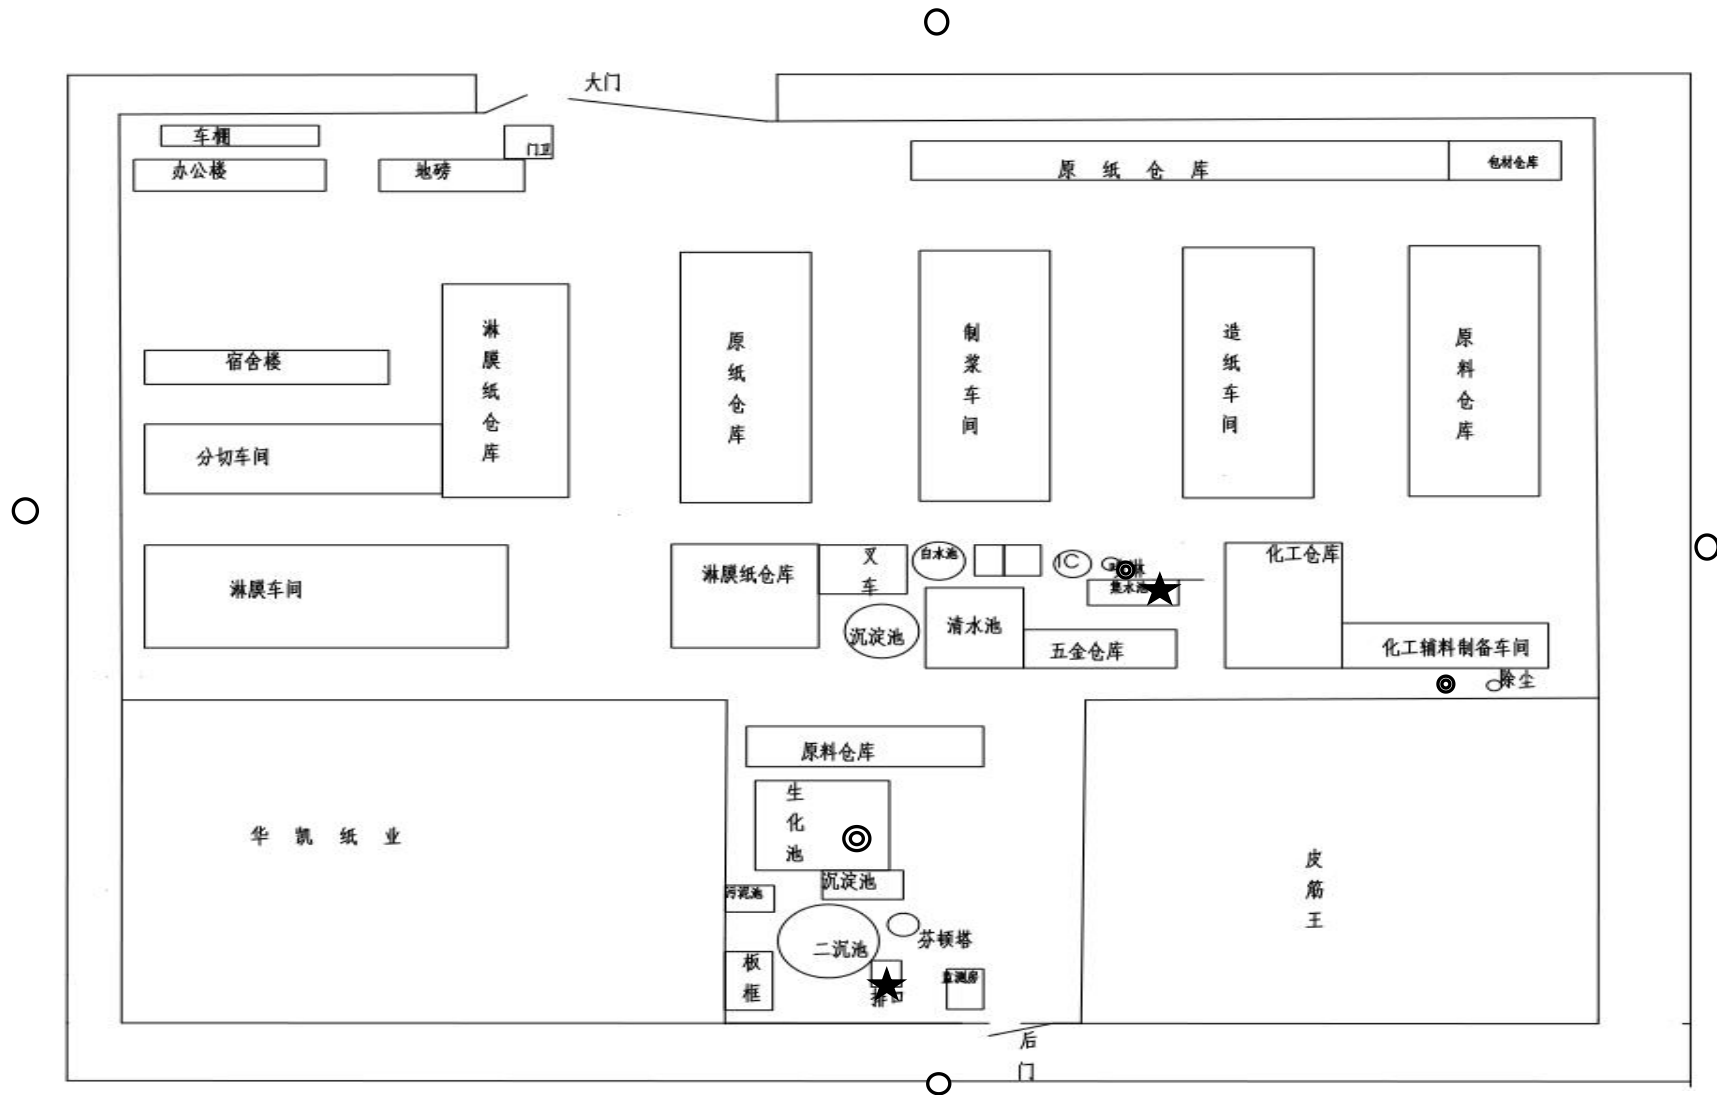 大门
车棚
门卫
办公楼
地磅
原纸仓库
包材仓库
淋膜纸仓库
原纸仓库
制浆车间
造纸车间
原料仓库
宿舍楼
分切车间
淋膜车间
淋膜纸仓库
叉车
白水池
IC
集水池
化工仓库
沉淀池
清水池
五金仓库
化工辅料制备车间
除尘
原料仓库
生化池
华凯纸业
皮筋王
沉淀池
污泥池
芬顿塔
二沉池
板框
排口
监测房
后门